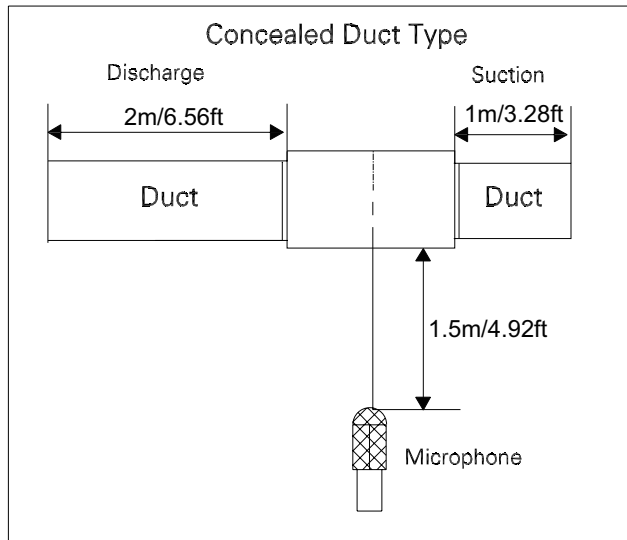 Concealed Duct Type
Discharge
Suction
2m/6.56ft
1m/3.28ft
Duct
Duct
1.5m/4.92ft
Microphone